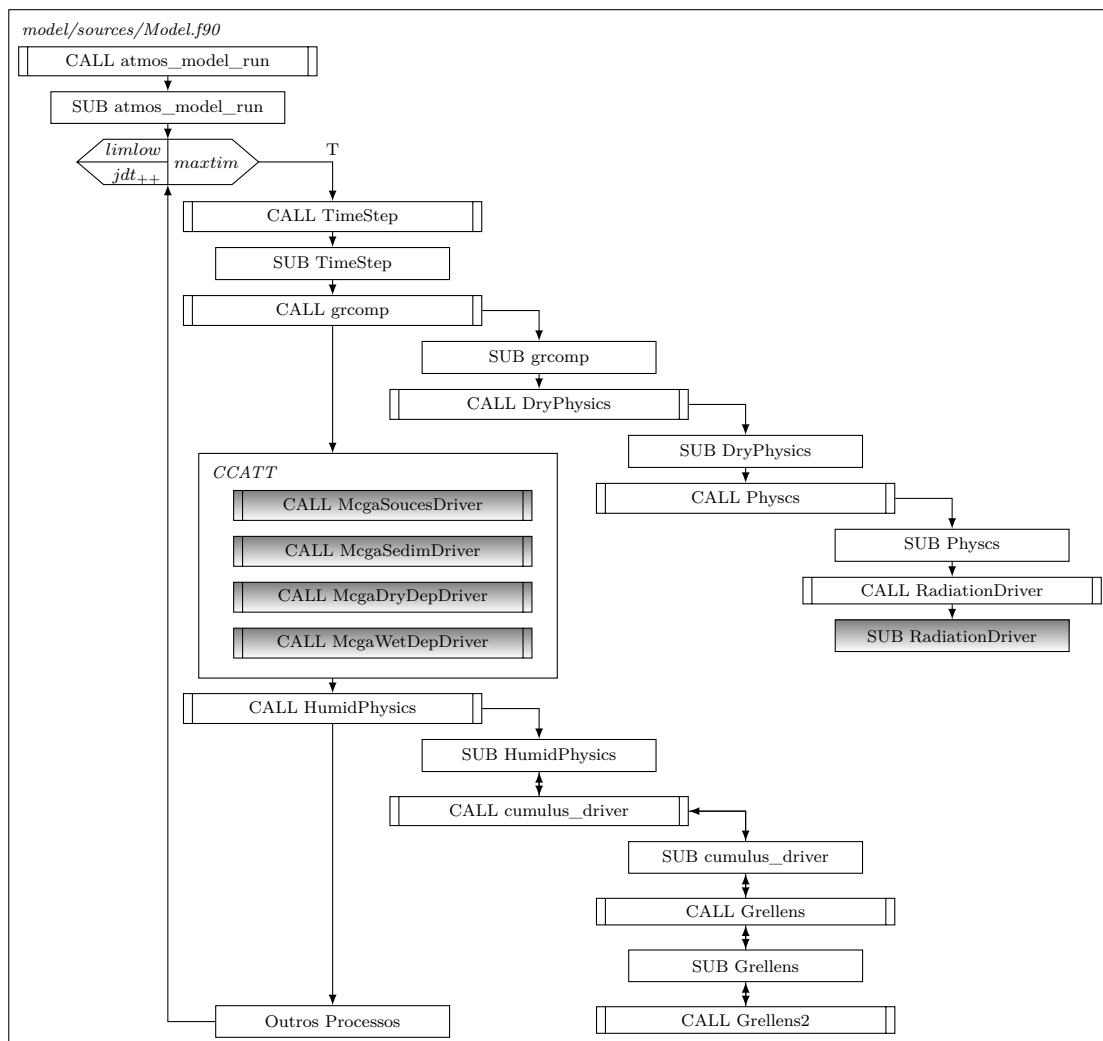 model/sources/Model.f90
CALL atmos_model_run
SUB atmos_model_run
limlow
maxtim
jdt++
T
CALL TimeStep
SUB TimeStep
CALL grcomp
SUB grcomp
CALL DryPhysics
SUB DryPhysics
CALL Physcs
SUB Physcs
CALL RadiationDriver
SUB RadiationDriver
CCATT
CALL McgaSoucesDriver
CALL McgaSedimDriver
CALL McgaDryDepDriver
CALL McgaWetDepDriver
CALL HumidPhysics
SUB HumidPhysics
CALL cumulus_driver
SUB cumulus_driver
CALL Grellens
SUB Grellens
CALL Grellens2
Outros Processos